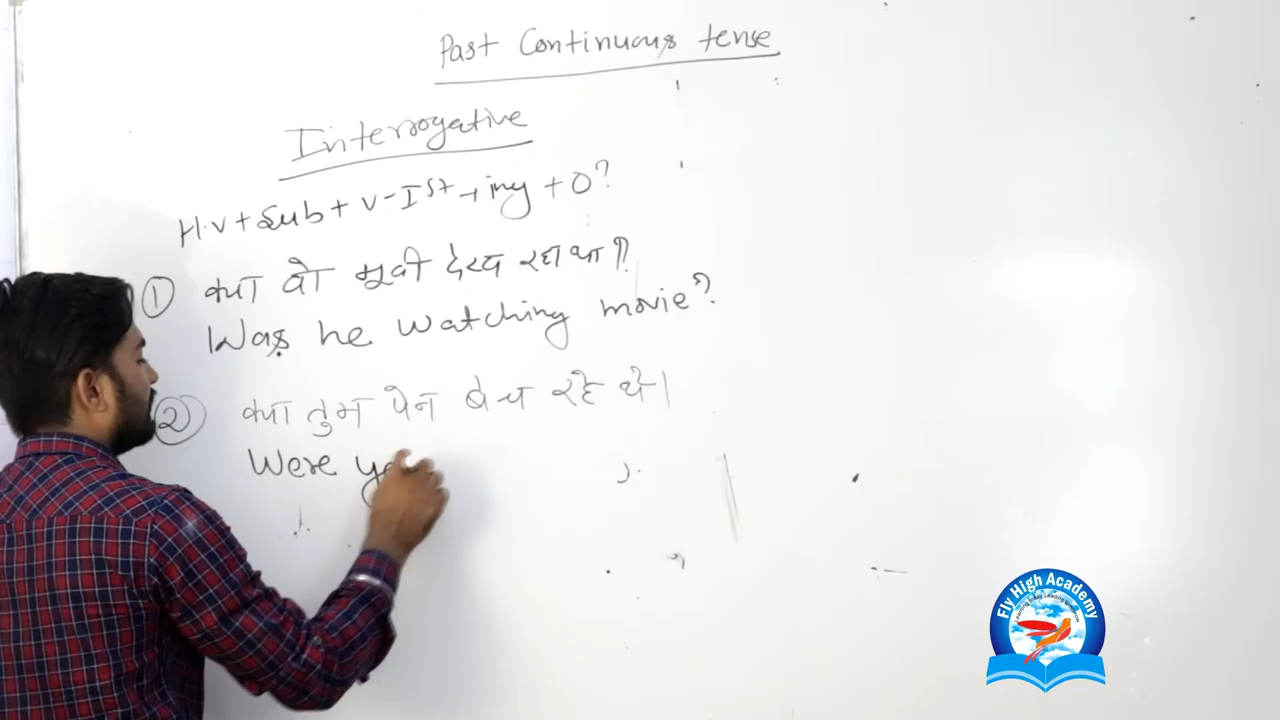 Past Continuous tense
Interrogative
H.V + Sub + V-Ist + ing + O?
① क्या वो मूवी देख रहा था?
Was he watching movie?
② क्या तुम पेन बेच रहे थे।
Were yo
Fly High Academy